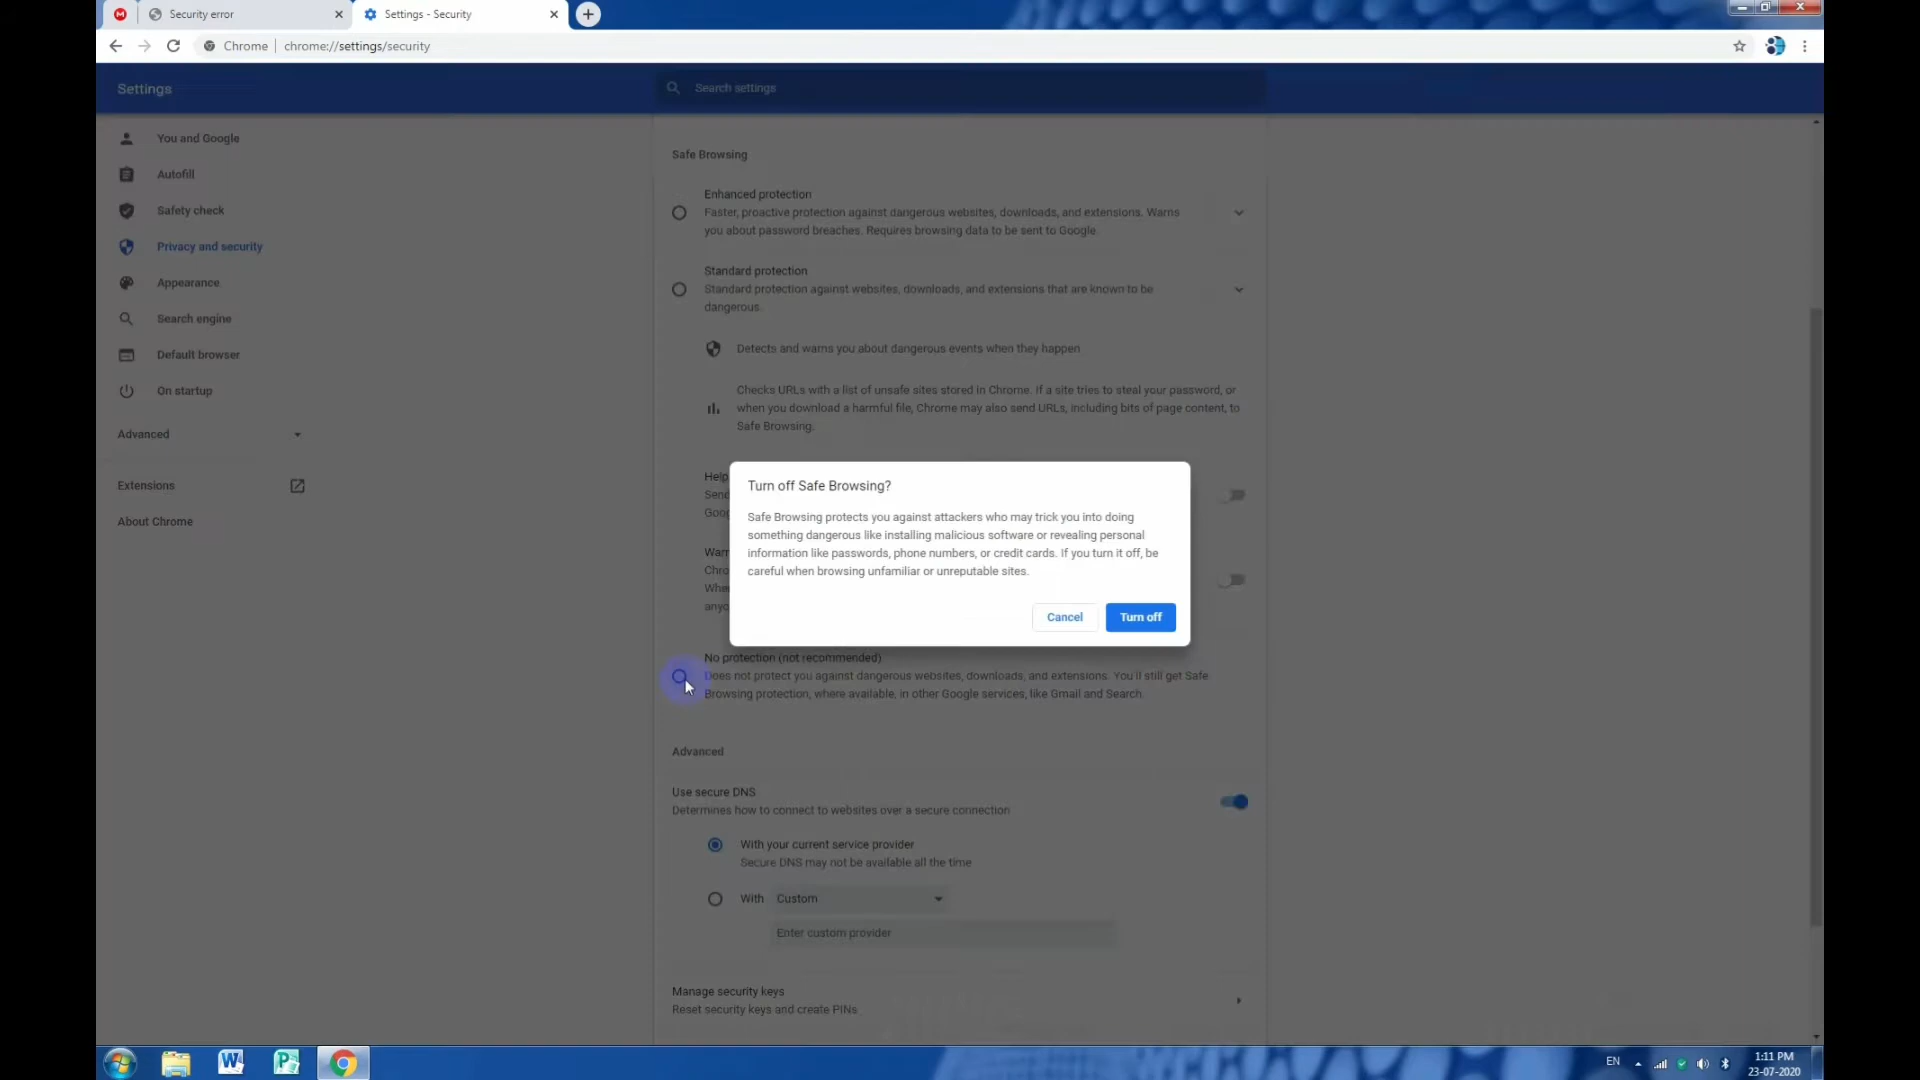 Security error
Settings - Security
Chrome
chrome://settings/security
Settings
Search settings
You and Google
Autofill
Safety check
Privacy and security
Appearance
Search engine
Default browser
On startup
Advanced
Extensions
About Chrome
Safe Browsing
Enhanced protection
Faster, proactive protection against dangerous websites, downloads, and extensions. Warns
you about password breaches. Requires browsing data to be sent to Google.
Standard protection
Standard protection against websites, downloads, and extensions that are known to be
dangerous.
Detects and warns you about dangerous events when they happen
Checks URLs with a list of unsafe sites stored in Chrome. If a site tries to steal your password, or
when you download a harmful file, Chrome may also send URLs, including bits of page content, to
Safe Browsing.
Help
Send
Goog
Warn
Chro
Whe
anyo
Turn off Safe Browsing?
Safe Browsing protects you against attackers who may trick you into doing
something dangerous like installing malicious software or revealing personal
information like passwords, phone numbers, or credit cards. If you turn it off, be
careful when browsing unfamiliar or unreputable sites.
Cancel
Turn off
No protection (not recommended)
Does not protect you against dangerous websites, downloads, and extensions. You'll still get Safe
Browsing protection, where available, in other Google services, like Gmail and Search.
Advanced
Use secure DNS
Determines how to connect to websites over a secure connection
With your current service provider
Secure DNS may not be available all the time
With Custom
Enter custom provider
Manage security keys
Reset security keys and create PINs
EN
1:11 PM
23-07-2020